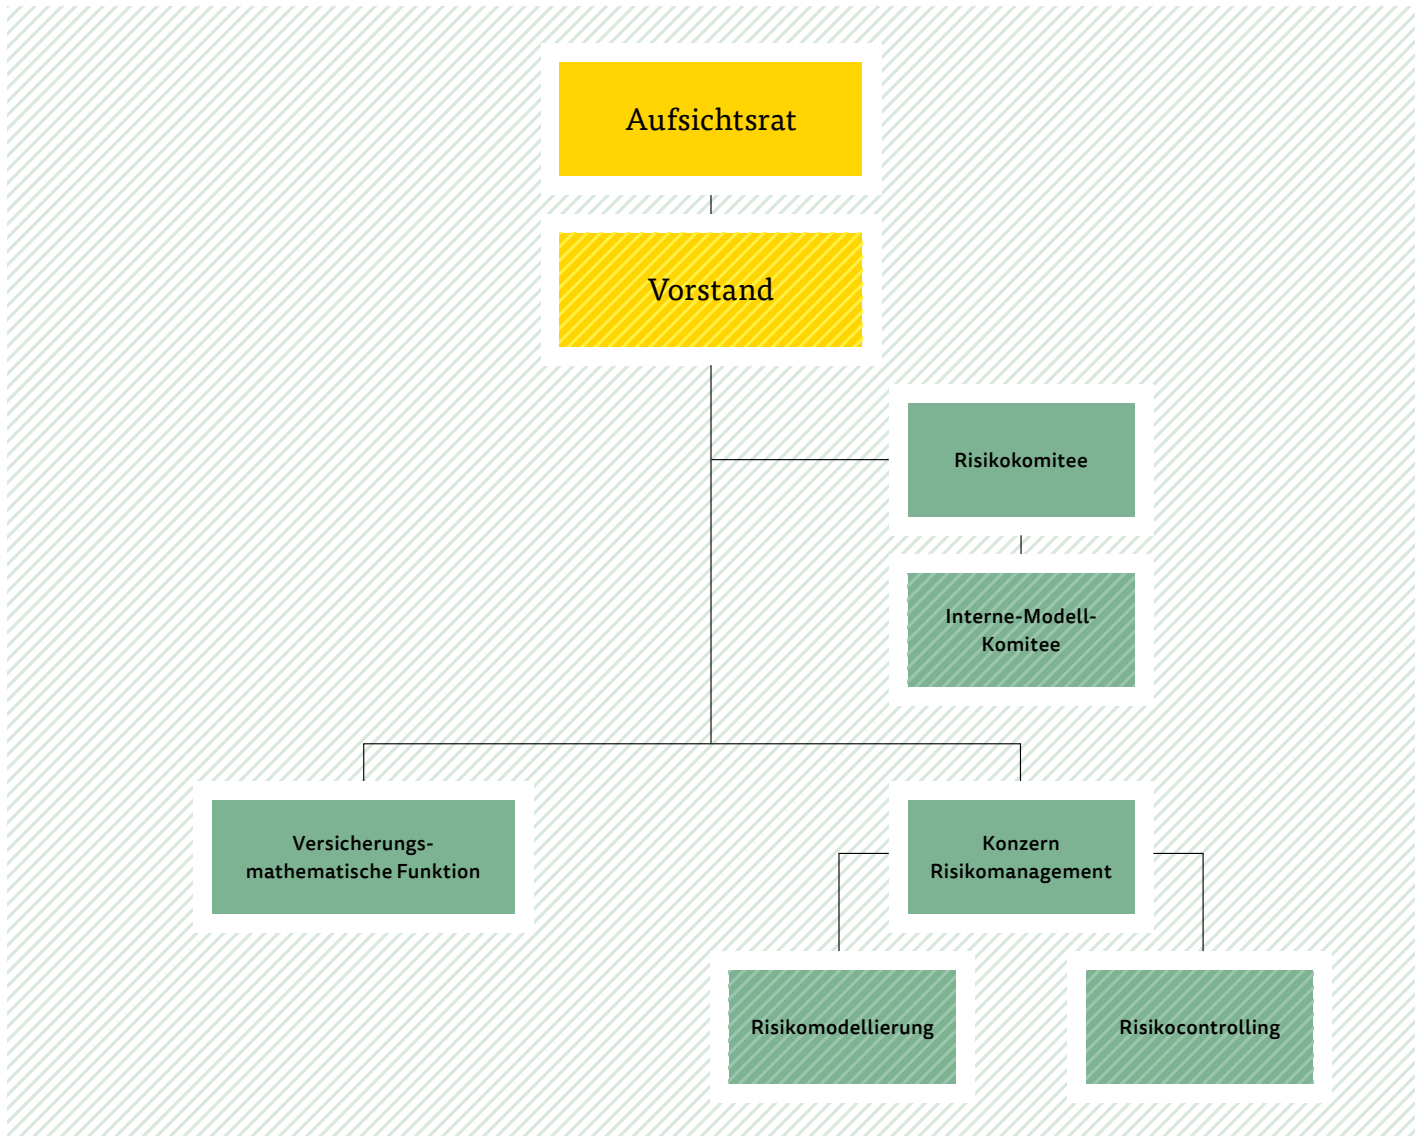 Aufsichtsrat
Vorstand
Risikokomitee
Interne-Modell-
Komitee
Versicherungs-
mathematische Funktion
Konzern
Risikomanagement
Risikomodellierung
Risikocontrolling